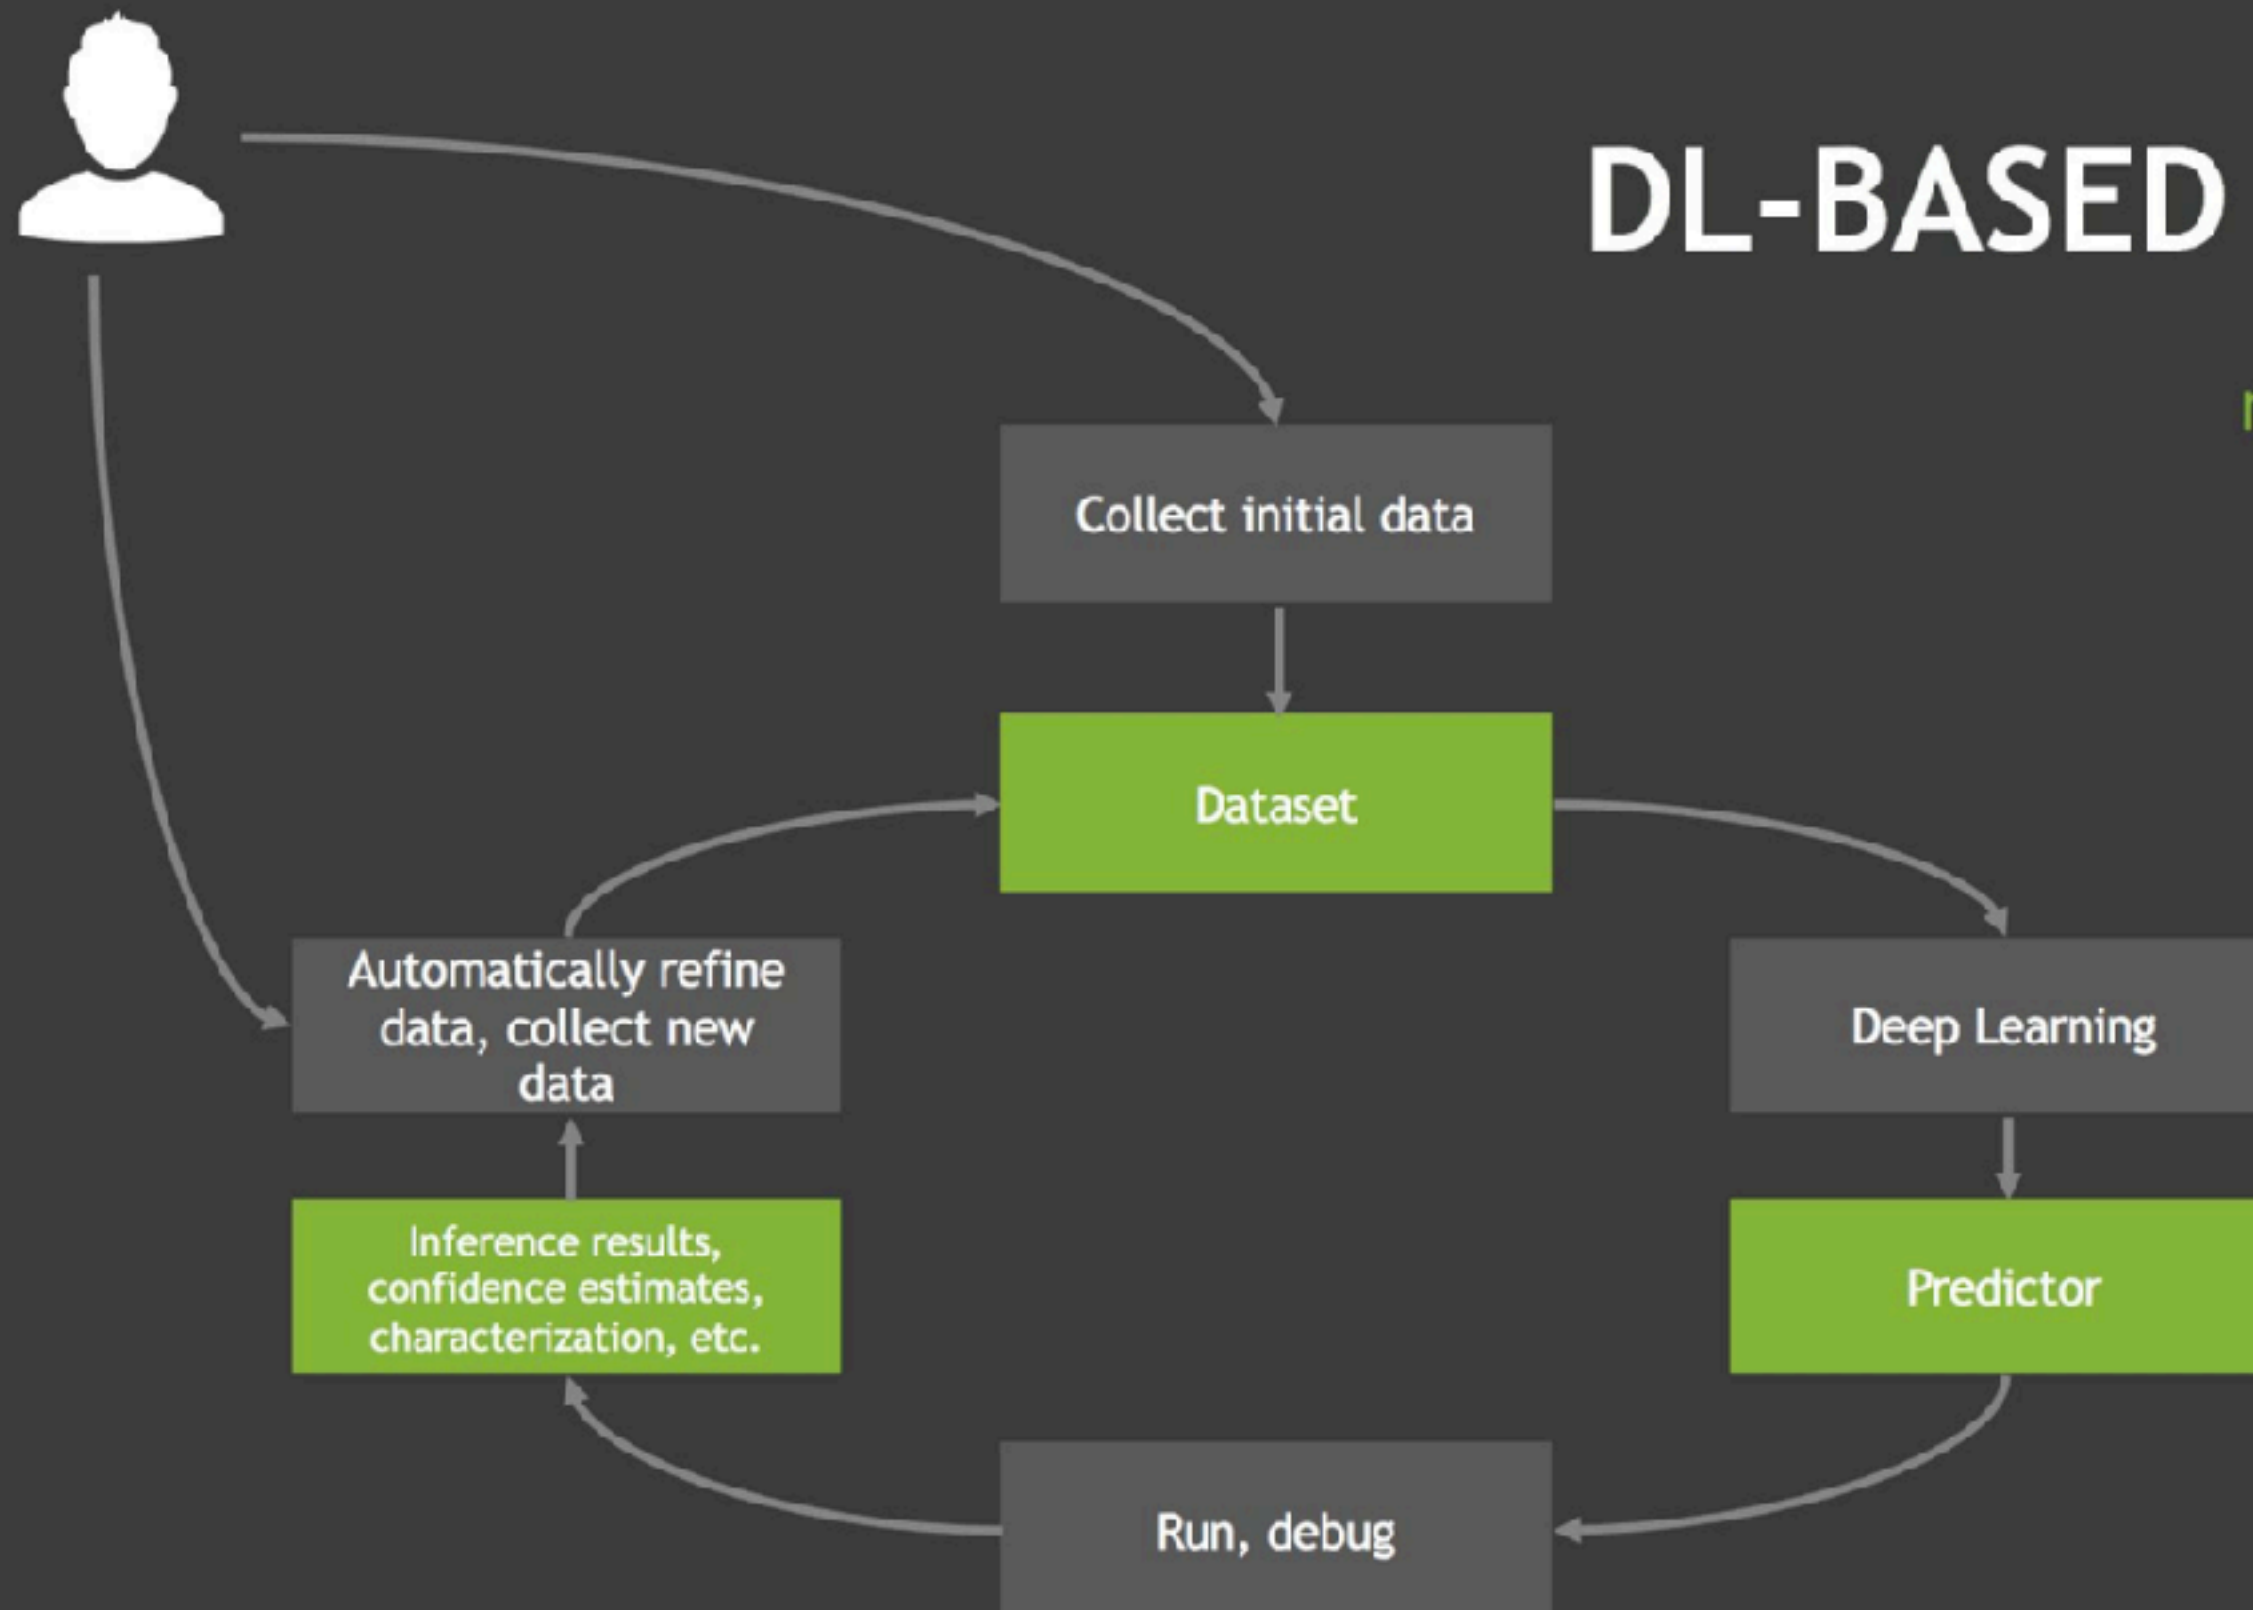 DL-BASED
Collect initial data
Dataset
Automatically refine
data, collect new
data
Deep Learning
Inference results,
confidence estimates,
characterization, etc.
Predictor
Run, debug